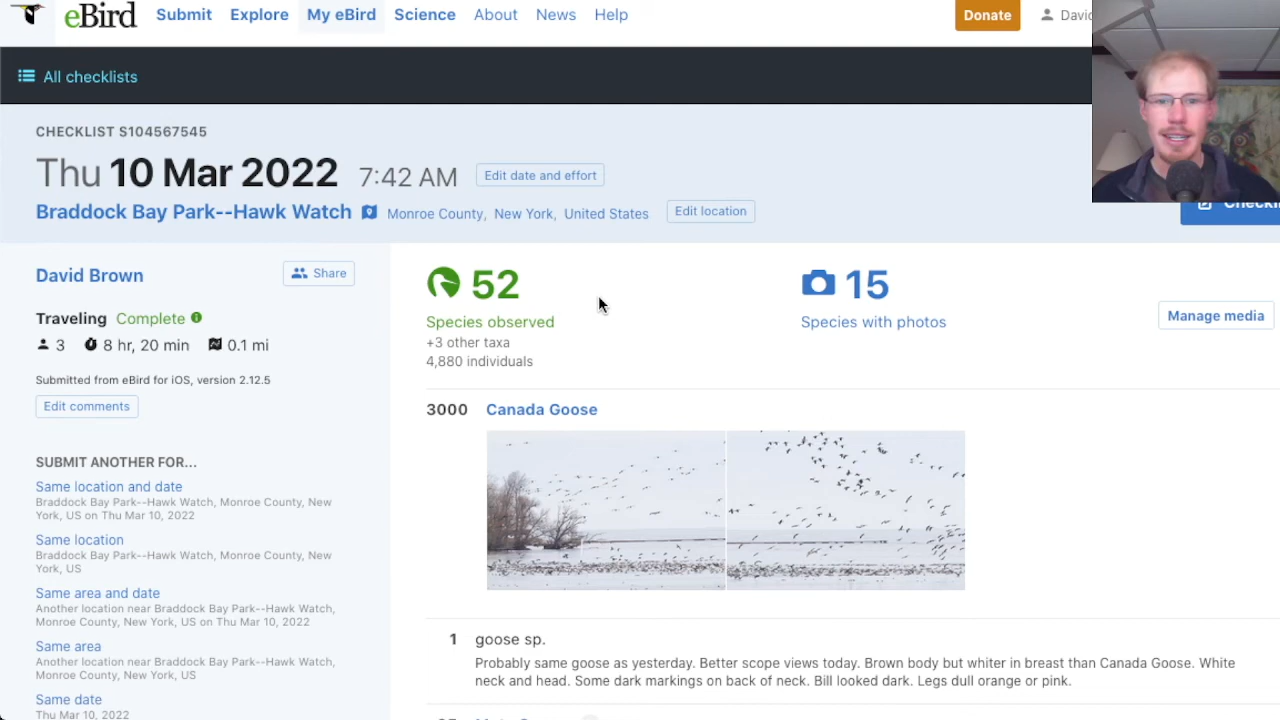 eBird Submit Explore My eBird Science About News Help Donate
All checklists
CHECKLIST S104567545
Thu 10 Mar 2022 7:42 AM Edit date and effort
Braddock Bay Park--Hawk Watch Monroe County, New York, United States Edit location
David Brown Share
Traveling Complete
3 8 hr, 20 min 0.1 mi
Submitted from eBird for iOS, version 2.12.5
Edit comments
SUBMIT ANOTHER FOR...
Same location and date
Braddock Bay Park--Hawk Watch, Monroe County, New
York, US on Thu Mar 10, 2022
Same location
Braddock Bay Park--Hawk Watch, Monroe County, New
York, US
Same area and date
Another location near Braddock Bay Park--Hawk Watch,
Monroe County, New York, US on Thu Mar 10, 2022
Same area
Another location near Braddock Bay Park--Hawk Watch,
Monroe County, New York, US
Same date
Thu Mar 10, 2022
52
Species observed
+3 other taxa
4,880 individuals
15
Species with photos
Manage media
3000 Canada Goose
1 goose sp.
Probably same goose as yesterday. Better scope views today. Brown body but whiter in breast than Canada Goose. White
neck and head. Some dark markings on back of neck. Bill looked dark. Legs dull orange or pink.